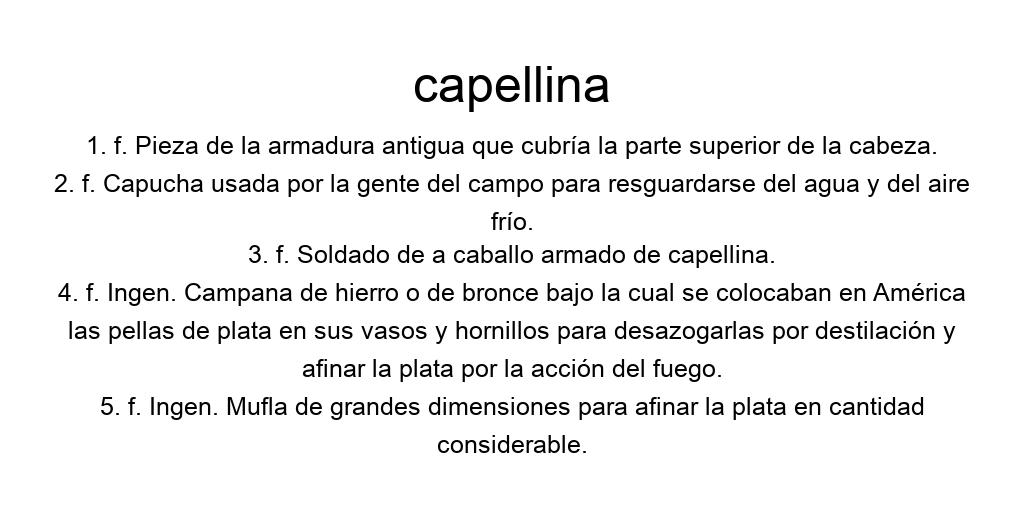 capellina
1. f. Pieza de la armadura antigua que cubría la parte superior de la cabeza.
2. f. Capucha usada por la gente del campo para resguardarse del agua y del aire
frío.
3. f. Soldado de a caballo armado de capellina.
4. f. Ingen. Campana de hierro o de bronce bajo la cual se colocaban en América
las pellas de plata en sus vasos y hornillos para desazogarlas por destilación y
afinar la plata por la acción del fuego.
5. f. Ingen. Mufla de grandes dimensiones para afinar la plata en cantidad
considerable.